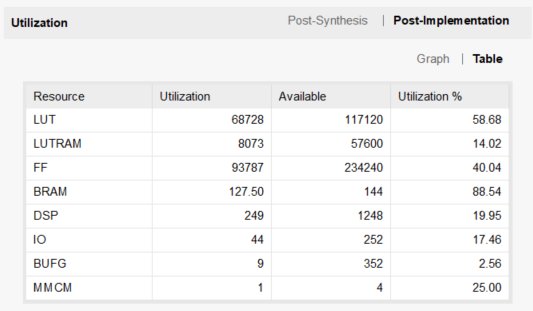 Utilization Post-Synthesis | Post-Implementation
Graph | Table
Resource Utilization Available Utilization %
LUT 68728 117120 58.68
LUTRAM 8073 57600 14.02
FF 93787 234240 40.04
BRAM 127.50 144 88.54
DSP 249 1248 19.95
IO 44 252 17.46
BUFG 9 352 2.56
MMCM 1 4 25.00